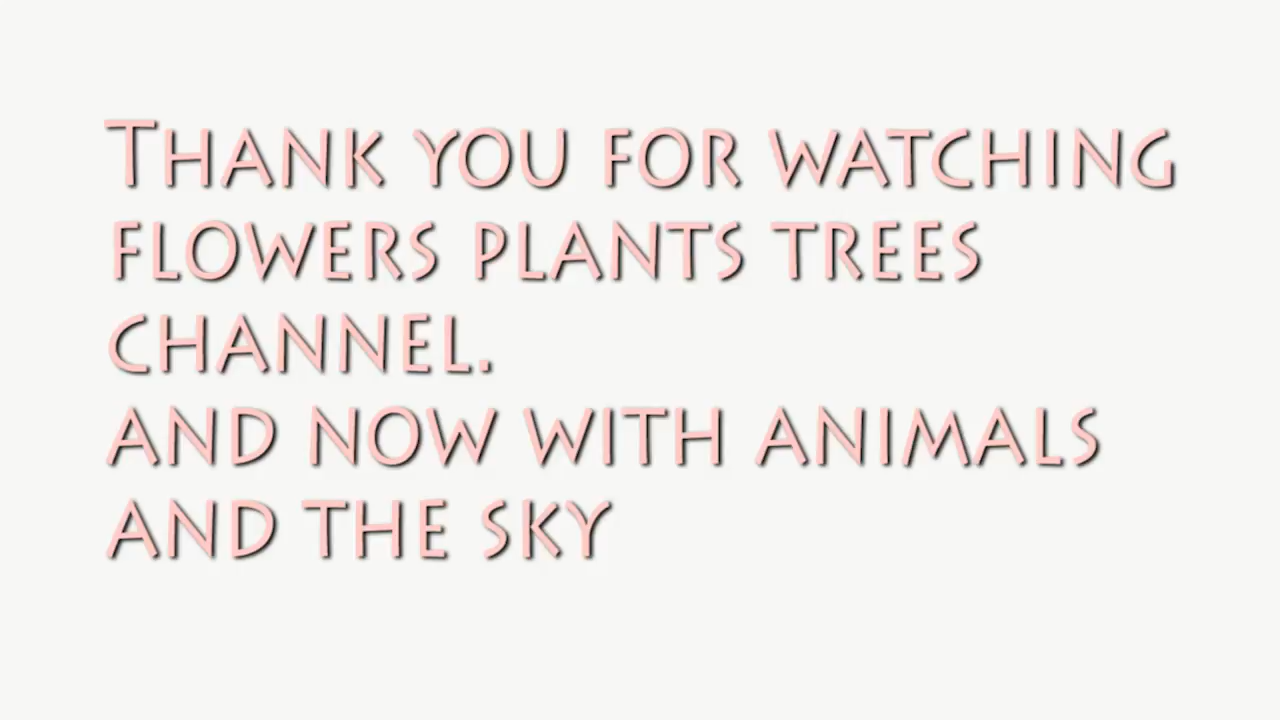 THANK YOU FOR WATCHING
FLOWERS PLANTS TREES
CHANNEL.
AND NOW WITH ANIMALS
AND THE SKY